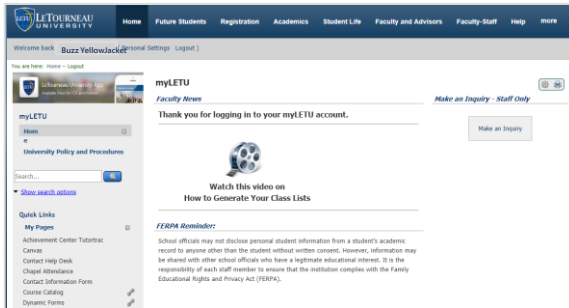 LETU LETOURNEAU
UNIVERSITY
Home Future Students Registration Academics Student Life Faculty and Advisors Faculty-Staff Help more
Welcome back Buzz YellowJacket Personal Settings Logout )
You are here: Home -- Logout
LeTourneau University App
myLETU
Hom
e
University Policy and Procedures
Search...
Show search options
Quick Links
My Pages
Achievement Center Tutortrac
Canvas
Contact Help Desk
Chapel Attendance
Contact Information Form
Course Catalog
Dynamic Forms
myLETU
Faculty News
Thank you for logging in to your myLETU account.
Watch this video on
How to Generate Your Class Lists
FERPA Reminder:
School officials may not disclose personal student information from a student's academic
record to anyone other than the student without written consent. However, information may
be shared with other school officials who have a legitimate educational interest. It is the
responsibility of each staff member to ensure that the institution complies with the Family
Educational Rights and Privacy Act (FERPA).
Make an Inquiry - Staff Only
Make an Inquiry